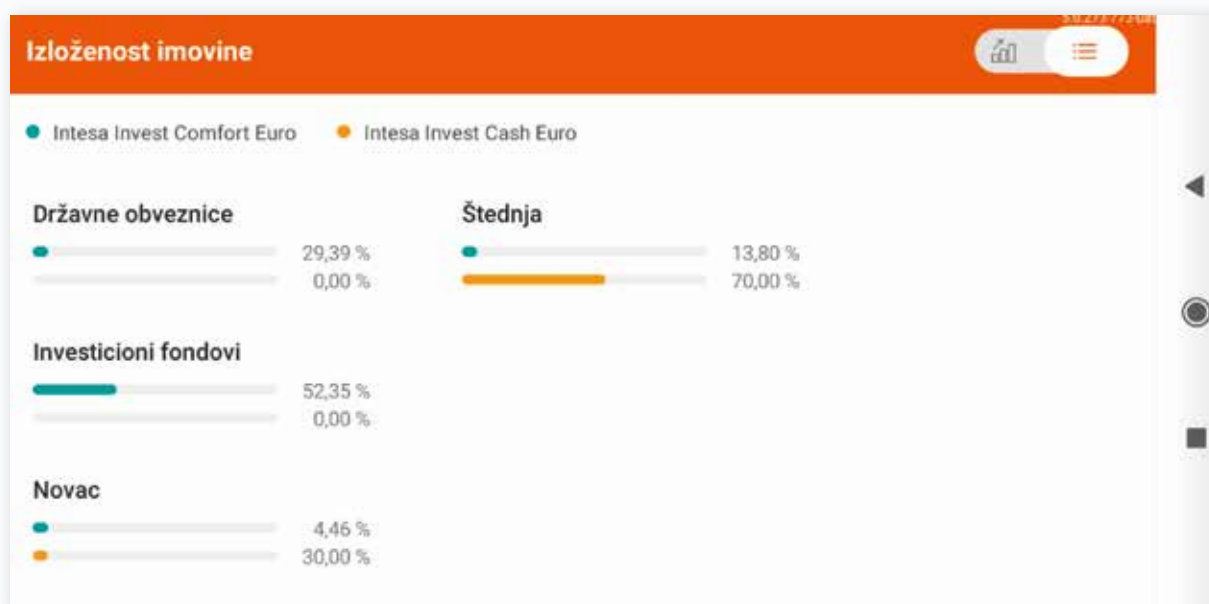 Izloženost imovine
Intesa Invest Comfort Euro Intesa Invest Cash Euro
Državne obveznice
29,39 %
0,00 %
Štednja
13,80 %
70,00 %
Investicioni fondovi
52,35 %
0,00 %
Novac
4,46 %
30,00 %